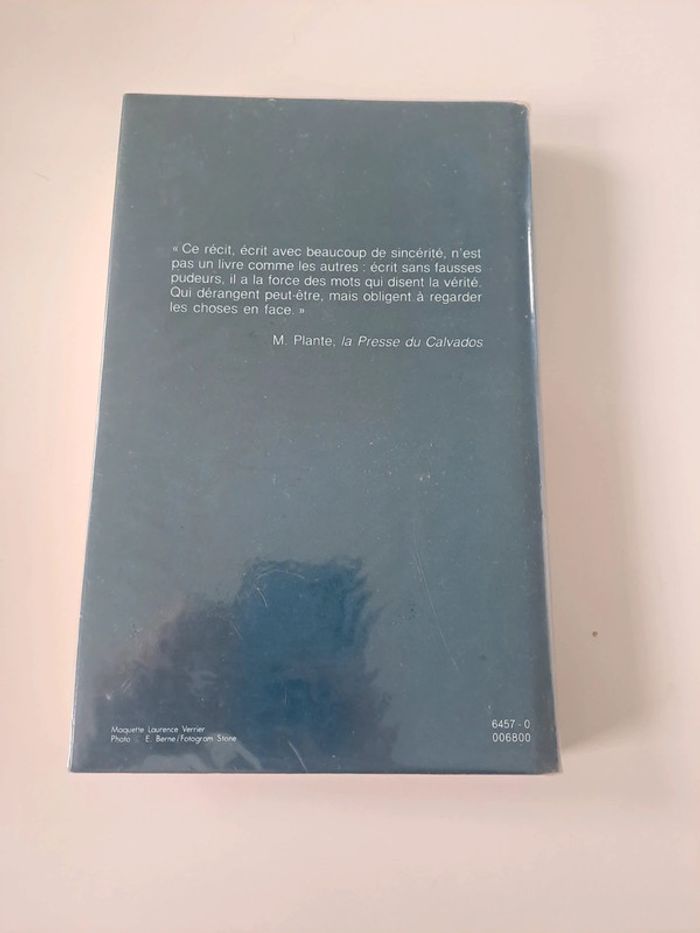 « Ce récit, écrit avec beaucoup de sincérité, n'est
pas un livre comme les autres : écrit sans fausses
pudeurs, il a la force des mots qui disent la vérité.
Qui dérangent peut-être, mais obligent à regarder
les choses en face. »
M. Plante, la Presse du Calvados
Maquette Laurence Verrier
Photo : E. Berne/Fotogram Stone
6457 - 0
006800